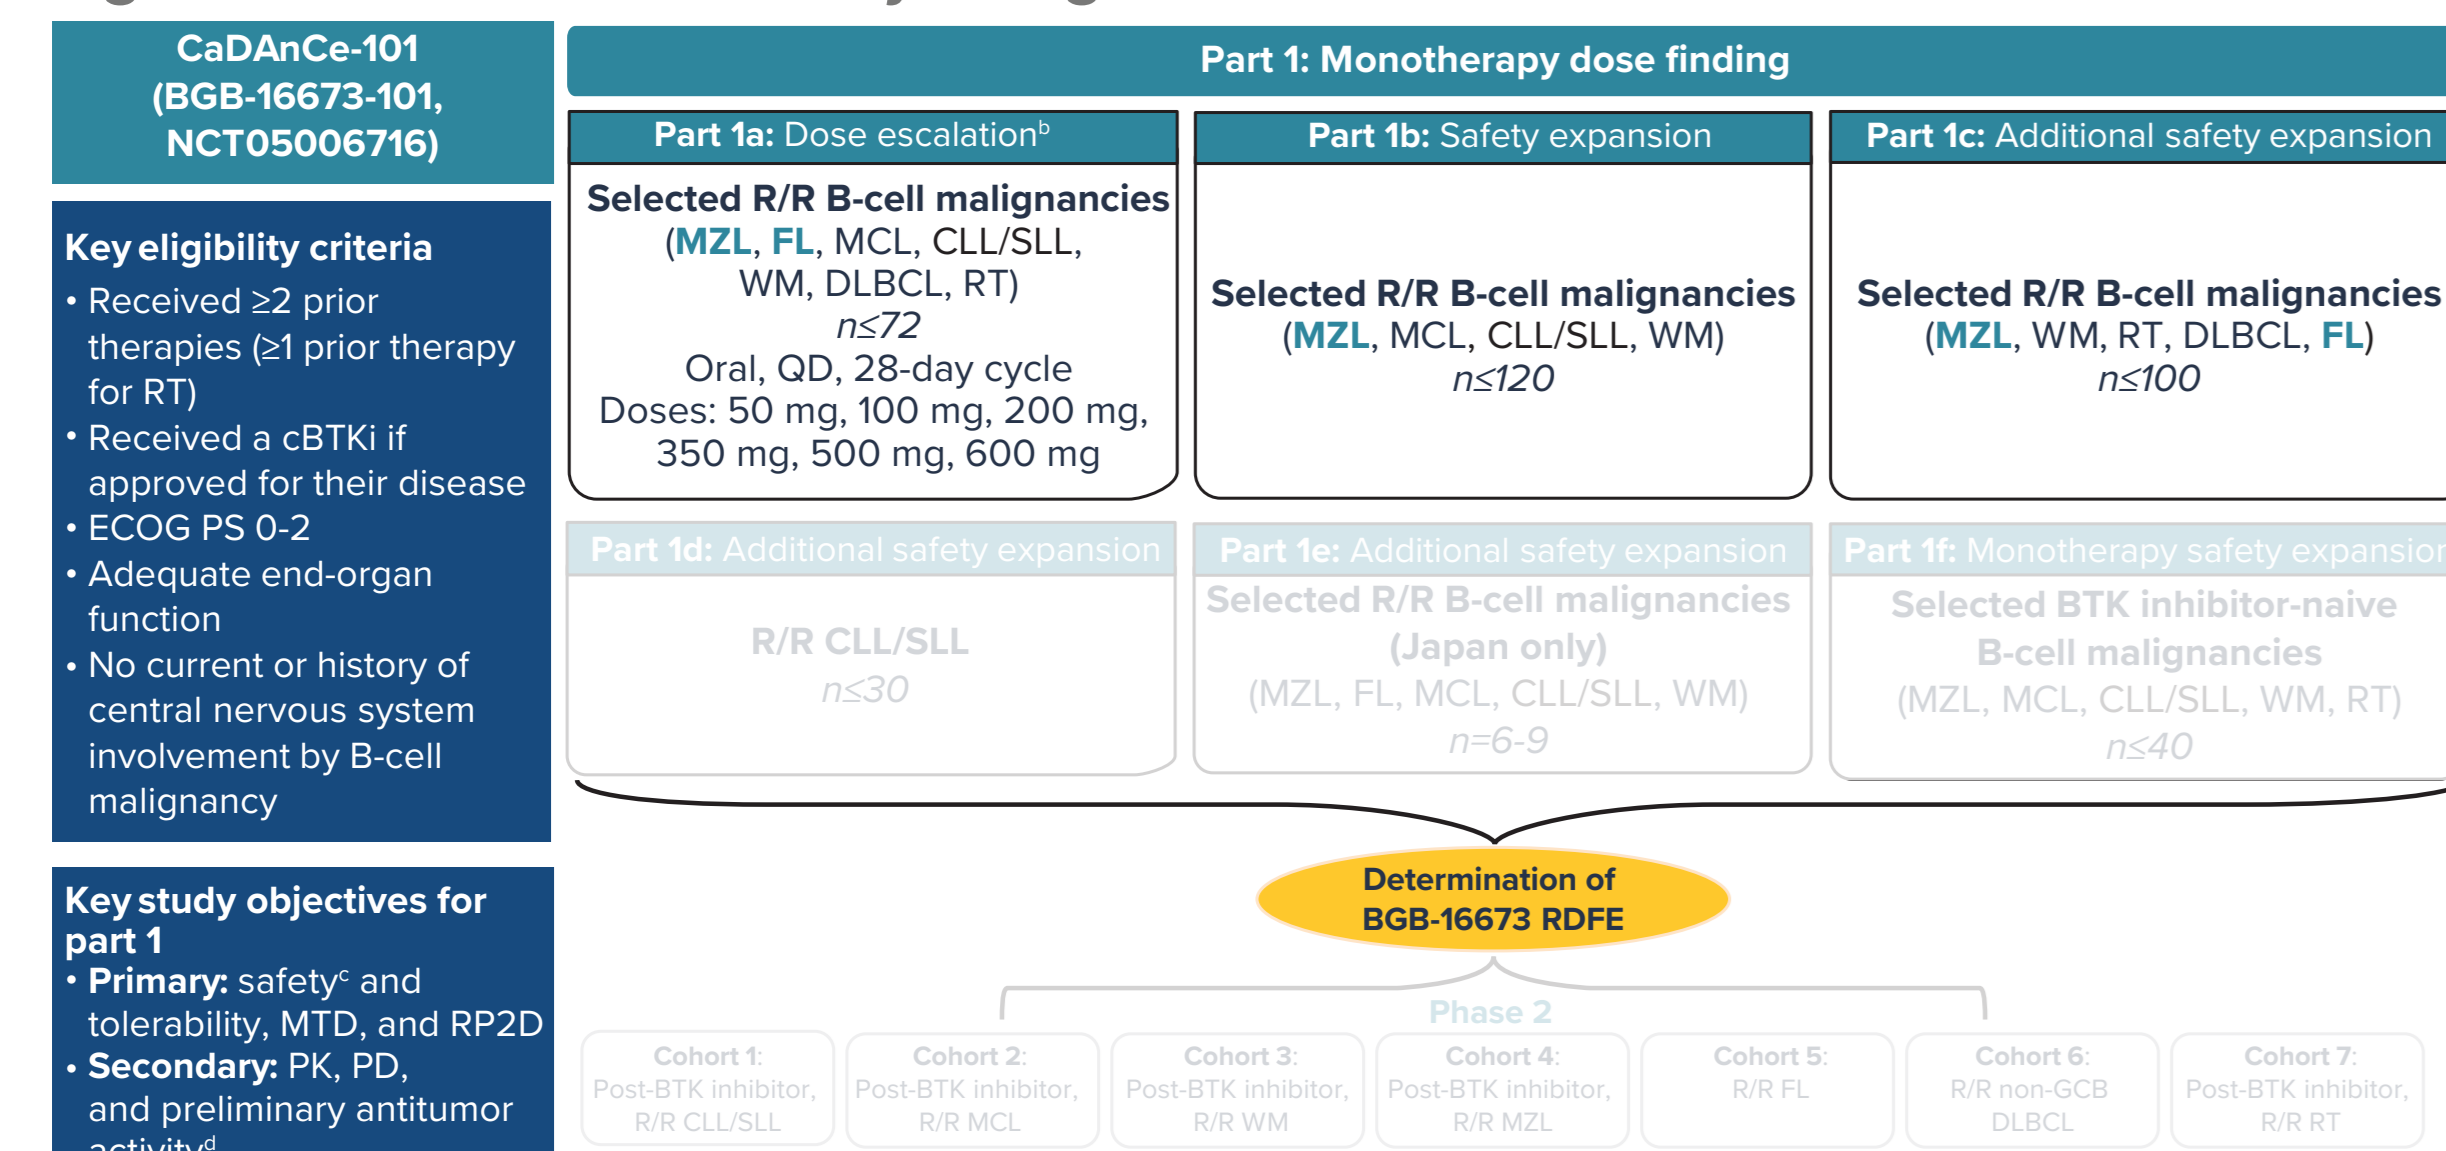 CaDAnCe-101
(BGB-16673-101,
NCT05006716)
Key eligibility criteria
• Received ≥2 prior
therapies (≥1 prior therapy
for RT)
• Received a cBTKi if
approved for their disease
• ECOG PS 0-2
• Adequate end-organ
function
• No current or history of
central nervous system
involvement by B-cell
malignancy
Key study objectives for
part 1
• Primary: safetyᶜ and
tolerability, MTD, and RP2D
• Secondary: PK, PD,
and preliminary antitumor
activityᵈ
Part 1: Monotherapy dose finding
Part 1a: Dose escalationᵇ
Selected R/R B-cell malignancies
(MZL, FL, MCL, CLL/SLL,
WM, DLBCL, RT)
n≤72
Oral, QD, 28-day cycle
Doses: 50 mg, 100 mg, 200 mg,
350 mg, 500 mg, 600 mg
Part 1b: Safety expansion
Selected R/R B-cell malignancies
(MZL, MCL, CLL/SLL, WM)
n≤120
Part 1c: Additional safety expansion
Selected R/R B-cell malignancies
(MZL, WM, RT, DLBCL, FL)
n≤100
Part 1d: Additional safety expansion
R/R CLL/SLL
n≤30
Part 1e: Additional safety expansion
Selected R/R B-cell malignancies
(Japan only)
(MZL, FL, MCL, CLL/SLL, WM)
n=6-9
Part 1f: Monotherapy safety expansion
Selected BTK inhibitor-naive
B-cell malignancies
(MZL, MCL, CLL/SLL, WM, RT)
n≤40
Determination of
BGB-16673 RDFE
Phase 2
Cohort 1:
Post-BTK inhibitor,
R/R CLL/SLL
Cohort 2:
Post-BTK inhibitor,
R/R MCL
Cohort 3:
Post-BTK inhibitor,
R/R WM
Cohort 4:
Post-BTK inhibitor,
R/R MZL
Cohort 5:
R/R FL
Cohort 6:
R/R non-GCB
DLBCL
Cohort 7:
Post-BTK inhibitor,
R/R RT